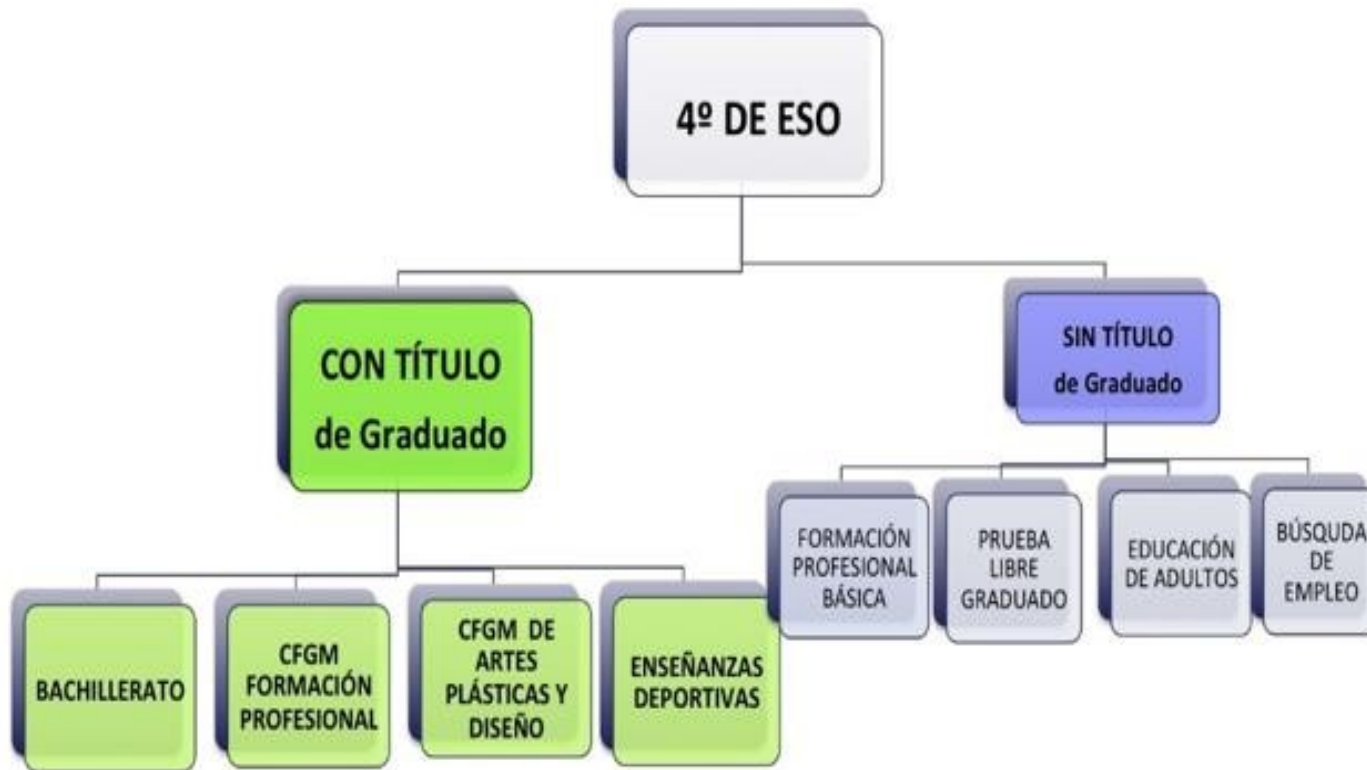 4º DE ESO
CON TÍTULO
de Graduado
SIN TÍTULO
de Graduado
BACHILLERATO
CFGM
FORMACIÓN
PROFESIONAL
CFGM DE
ARTES
PLÁSTICAS Y
DISEÑO
ENSEÑANZAS
DEPORTIVAS
FORMACIÓN
PROFESIONAL
BÁSICA
PRUEBA
LIBRE
GRADUADO
EDUCACIÓN
DE ADULTOS
BÚSQUDA
DE
EMPLEO